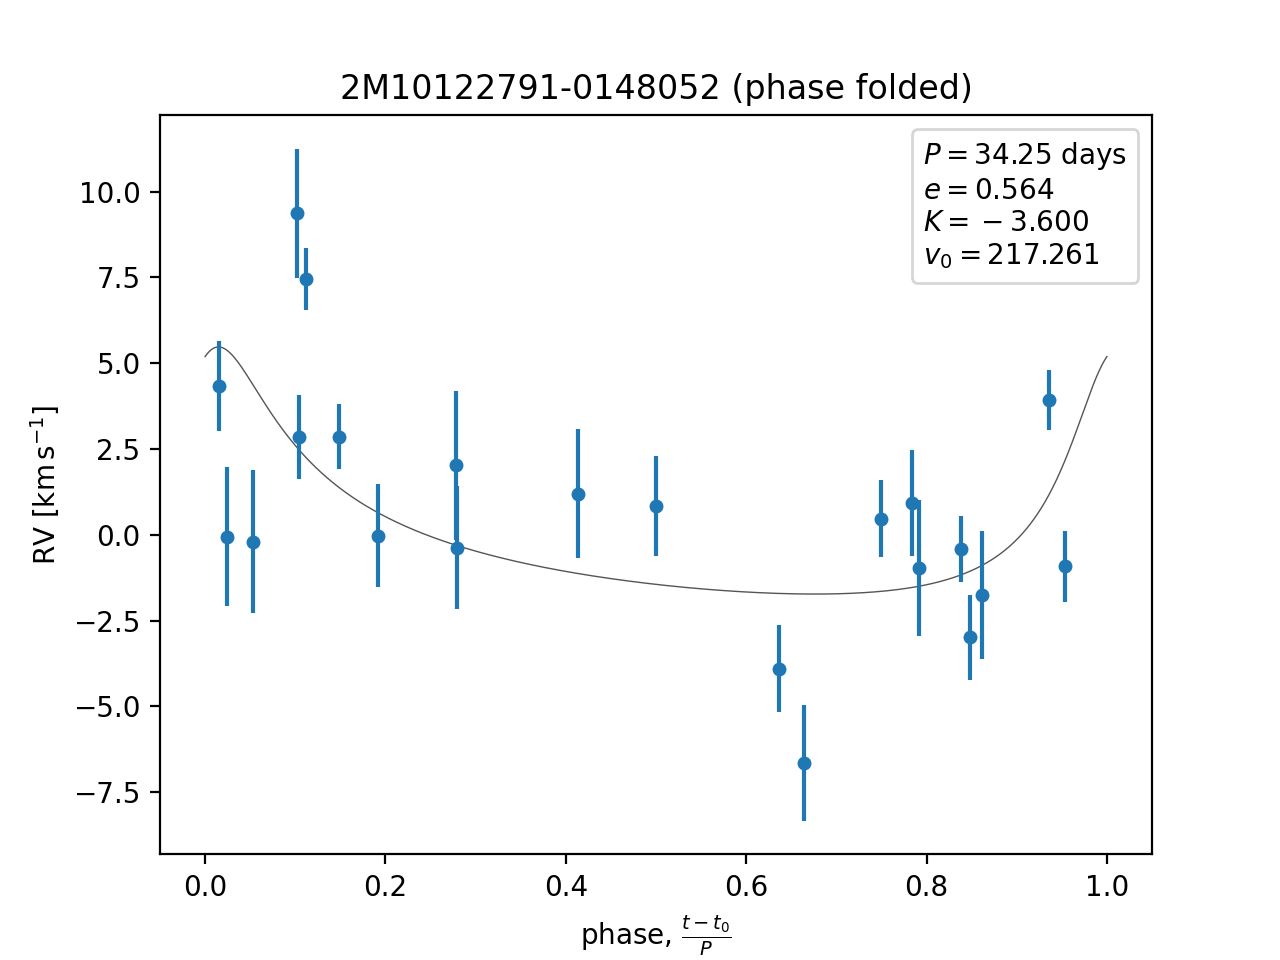 2M10122791-0148052 (phase folded)
P = 34.25 days
e = 0.564
K = −3.600
v₀ = 217.261
10.0
7.5
5.0
2.5
0.0
−2.5
−5.0
−7.5
RV [km s⁻¹]
0.0 0.2 0.4 0.6 0.8 1.0
phase, (t − t₀)/P